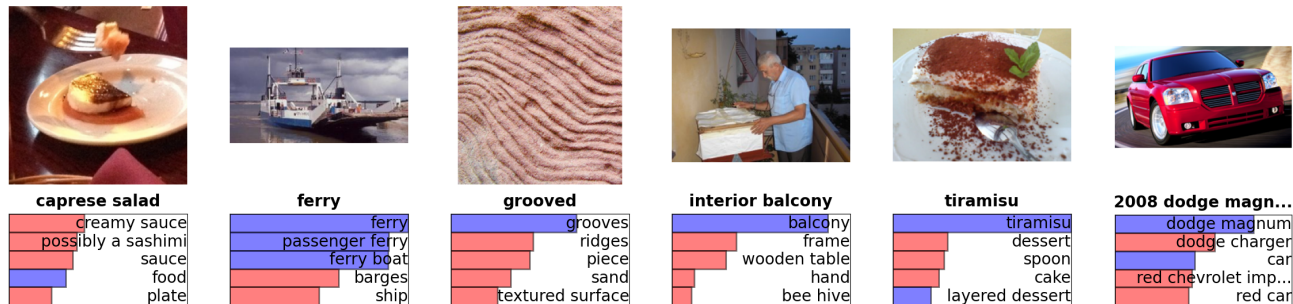 caprese salad
creamy sauce
possibly a sashimi
sauce
food
plate
ferry
ferry
passenger ferry
ferry boat
barges
ship
grooved
grooves
ridges
piece
sand
textured surface
interior balcony
balcony
frame
wooden table
hand
bee hive
tiramisu
tiramisu
dessert
spoon
cake
layered dessert
2008 dodge magn...
dodge magnum
dodge charger
car
red chevrolet imp...
red car